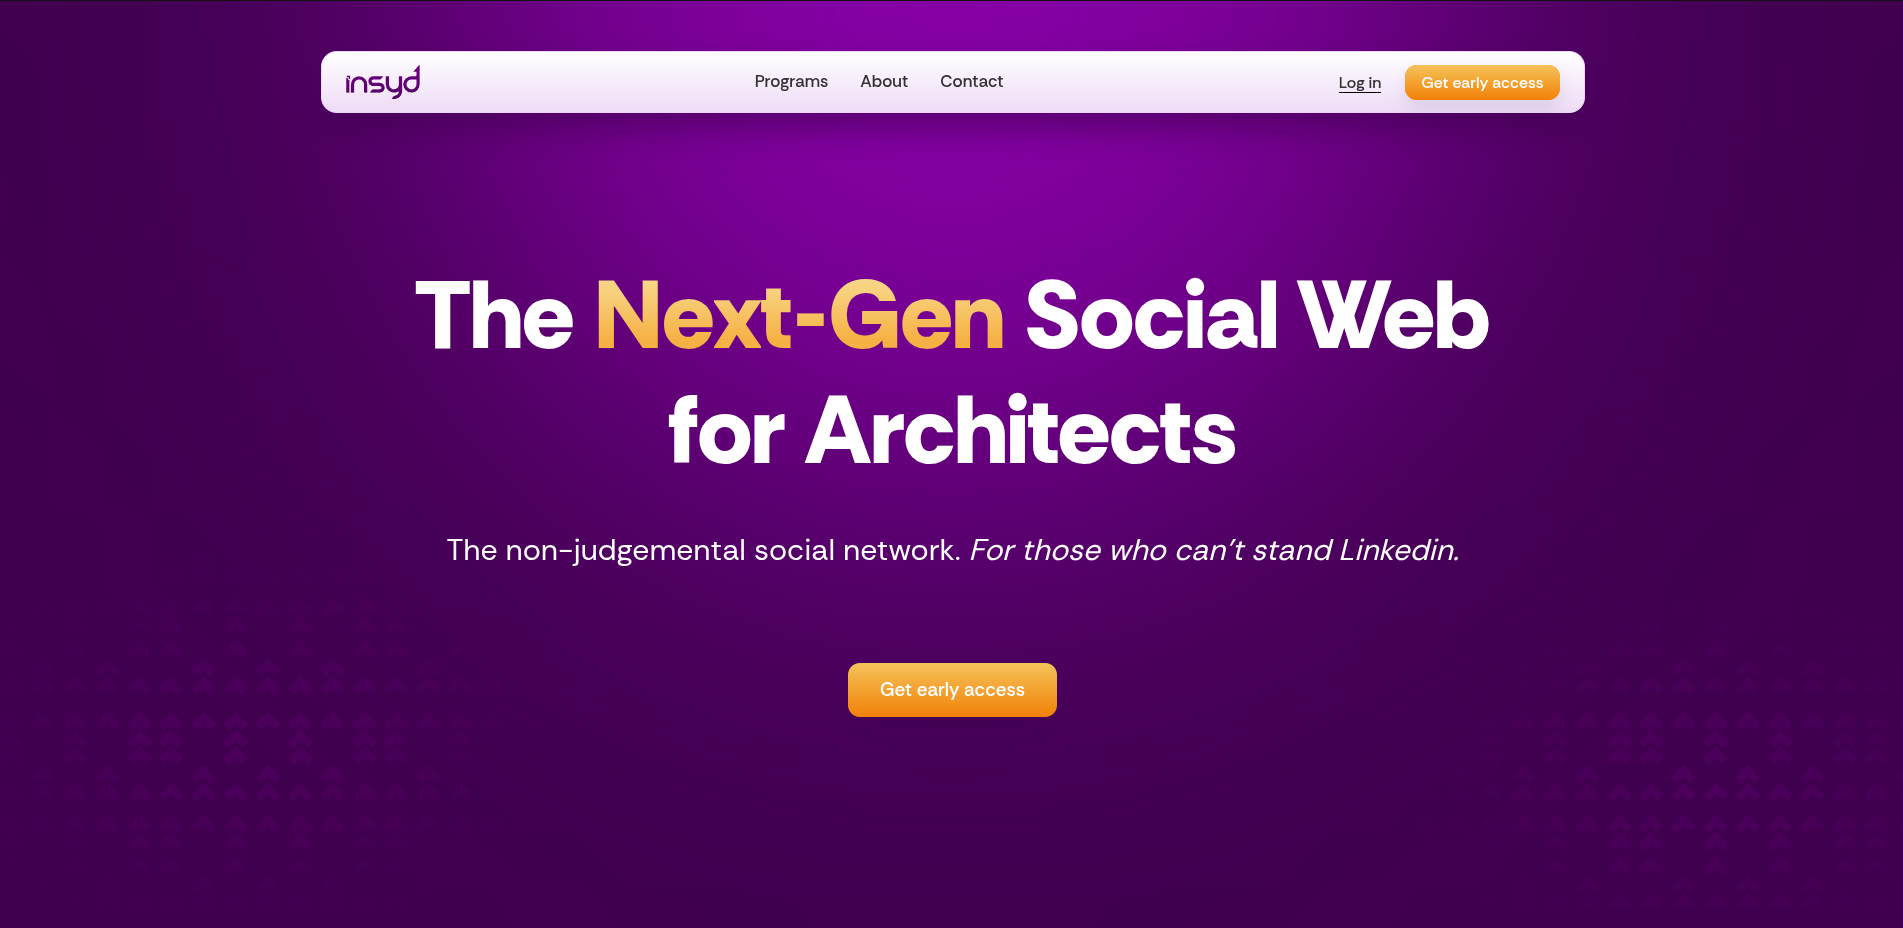 insyd
Programs
About
Contact
Log in
Get early access
The Next-Gen Social Web
for Architects
The non-judgemental social network. For those who can’t stand Linkedin.
Get early access